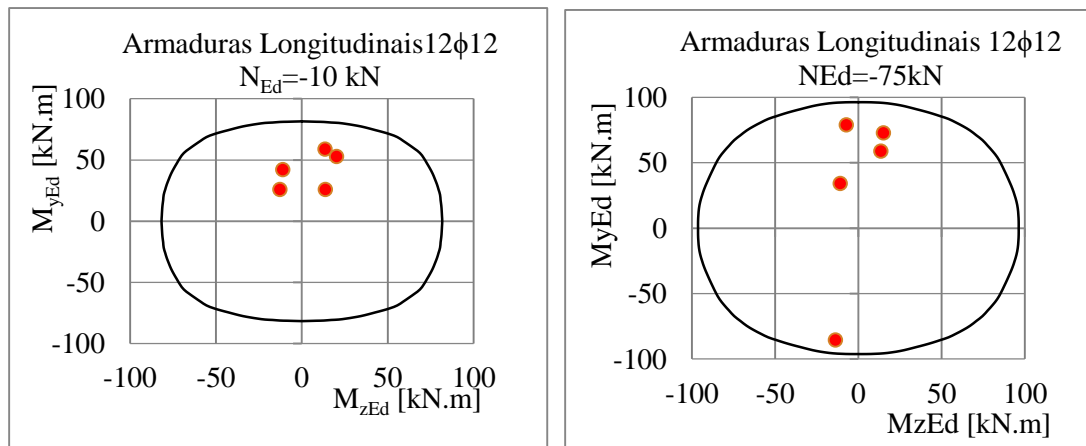 Armaduras Longitudinais12ϕ12
NEd=-10 kN
MyEd [kN.m]
100
50
0
-50
-100
-100 -50 0 50 100
MzEd [kN.m]
Armaduras Longitudinais 12ϕ12
NEd=-75kN
MyEd [kN.m]
100
50
0
-50
-100
-100 -50 0 50 100
MzEd [kN.m]